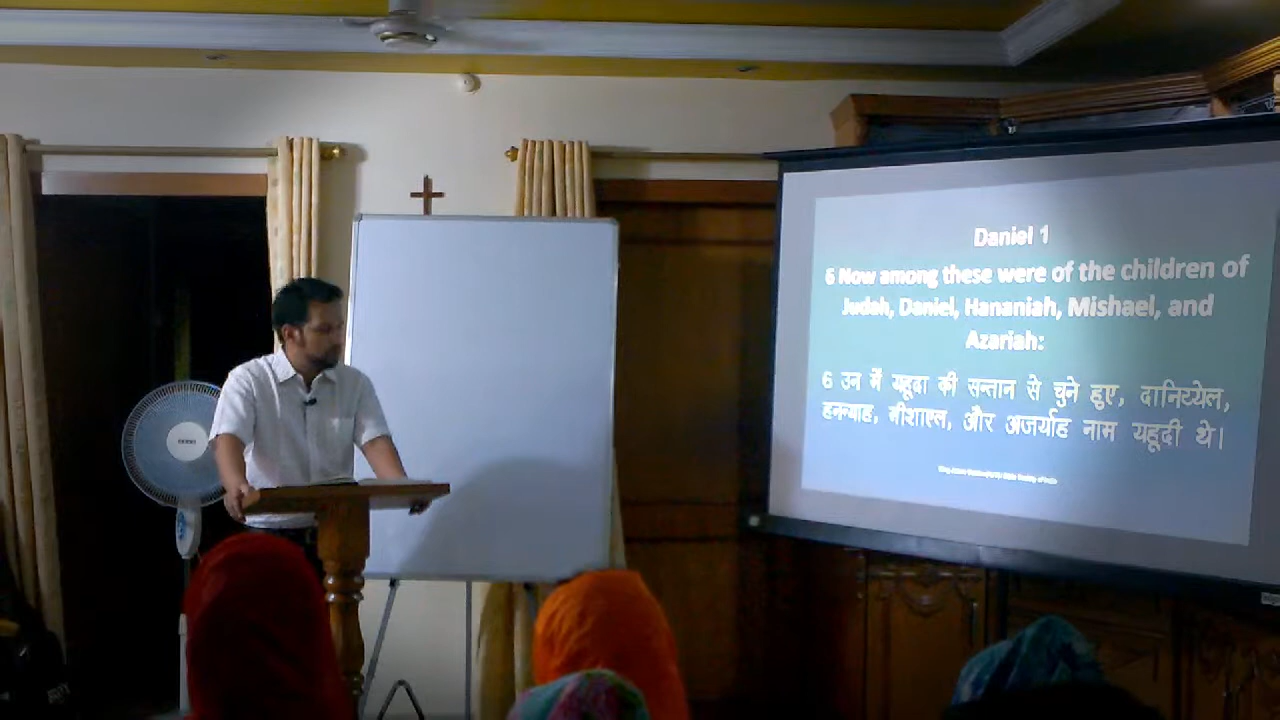 Daniel 1
6 Now among these were of the children of
Judah, Daniel, Hananiah, Mishael, and
Azariah:
6 उन में यहूदा की सन्तान से चुने हुए, दानिय्येल,
हनन्याह, मीशाएल, और अजर्याह नाम यहूदी थे।